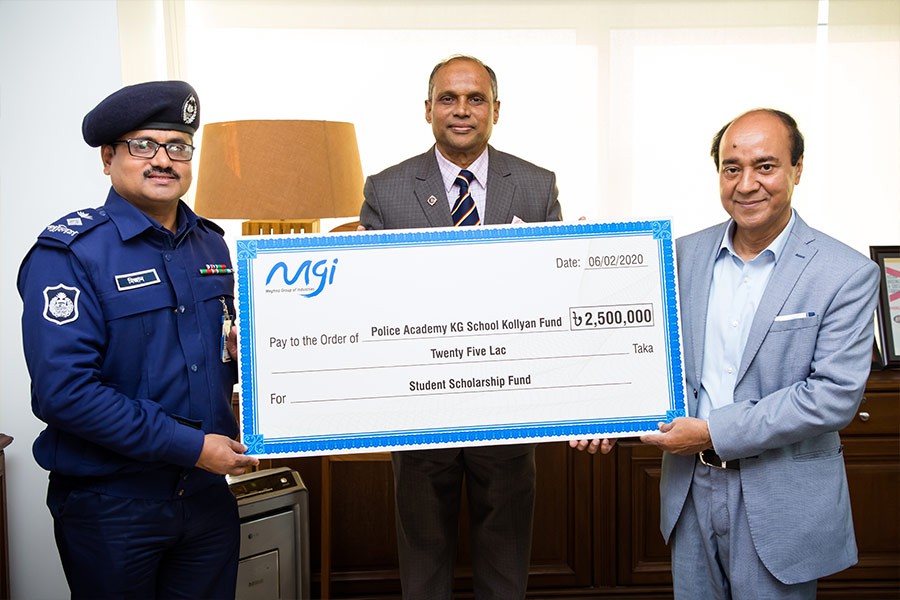 mgi
Meghna Group of Industries
Date: 06/02/2020
Pay to the Order of Police Academy KG School Kollyan Fund ৳2,500,000
Twenty Five Lac Taka
For Student Scholarship Fund